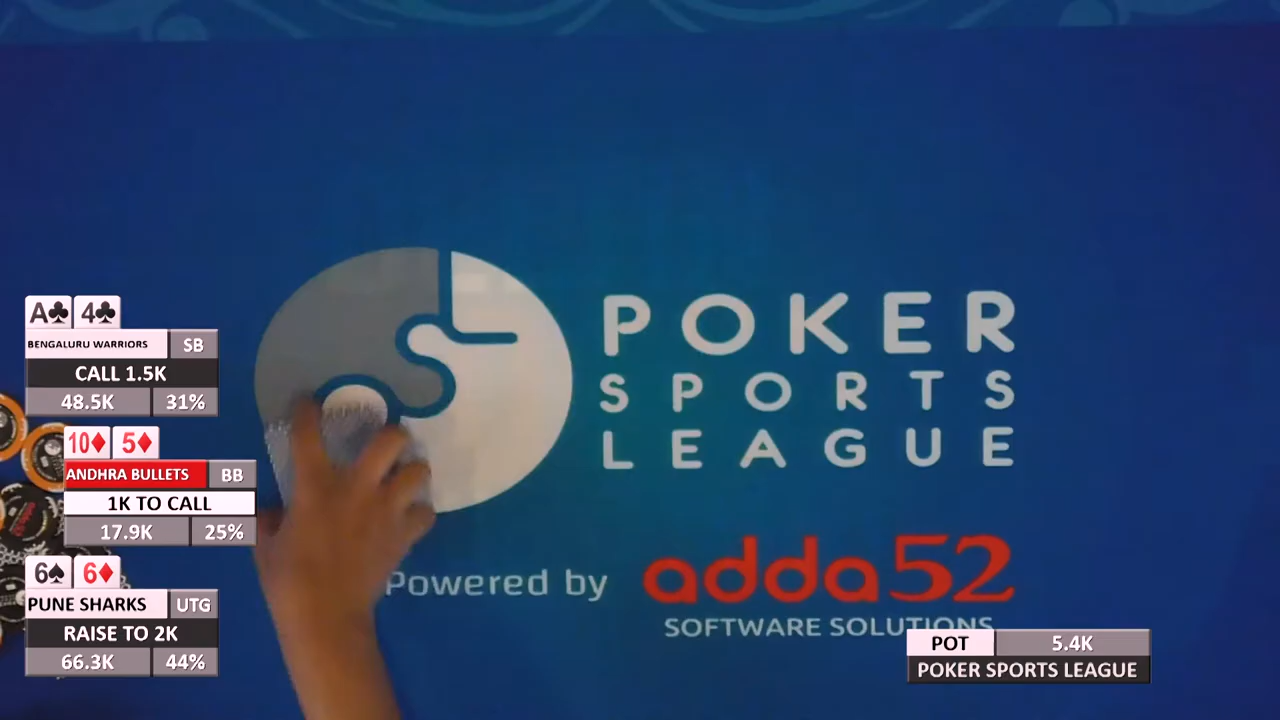 POKER
SPORTS
LEAGUE
Powered by adda52
SOFTWARE SOLUTIONS
A♣ 4♣
BENGALURU WARRIORS SB
CALL 1.5K
48.5K 31%
10♦ 5♦
ANDHRA BULLETS BB
1K TO CALL
17.9K 25%
6♠ 6♦
PUNE SHARKS UTG
RAISE TO 2K
66.3K 44%
POT 5.4K
POKER SPORTS LEAGUE